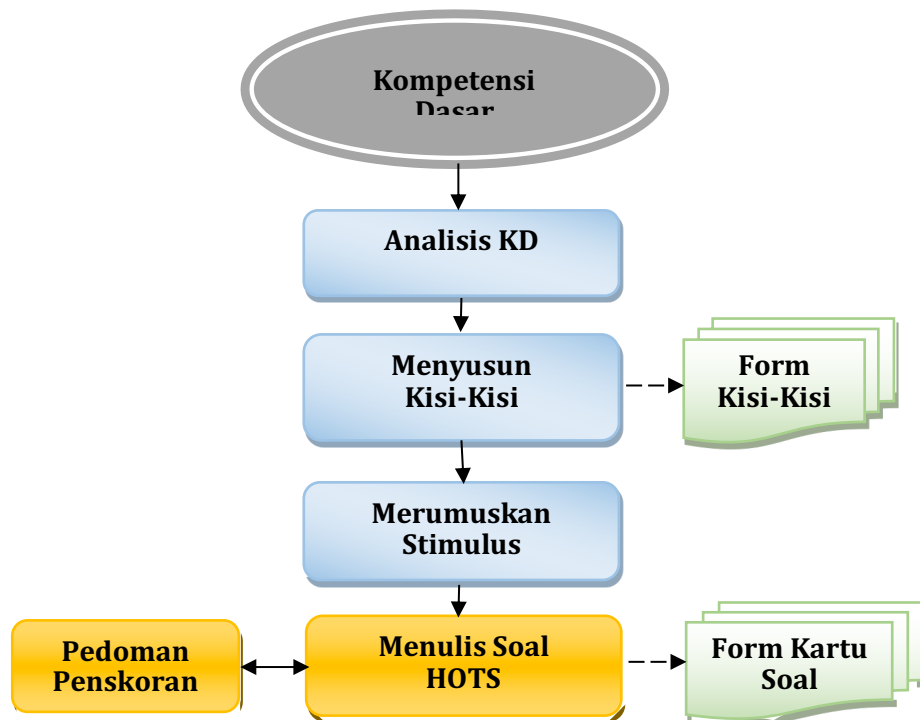 Kompetensi
Dasar
Analisis KD
Menyusun
Kisi-Kisi
Form
Kisi-Kisi
Merumuskan
Stimulus
Pedoman
Penskoran
Menulis Soal
HOTS
Form Kartu
Soal